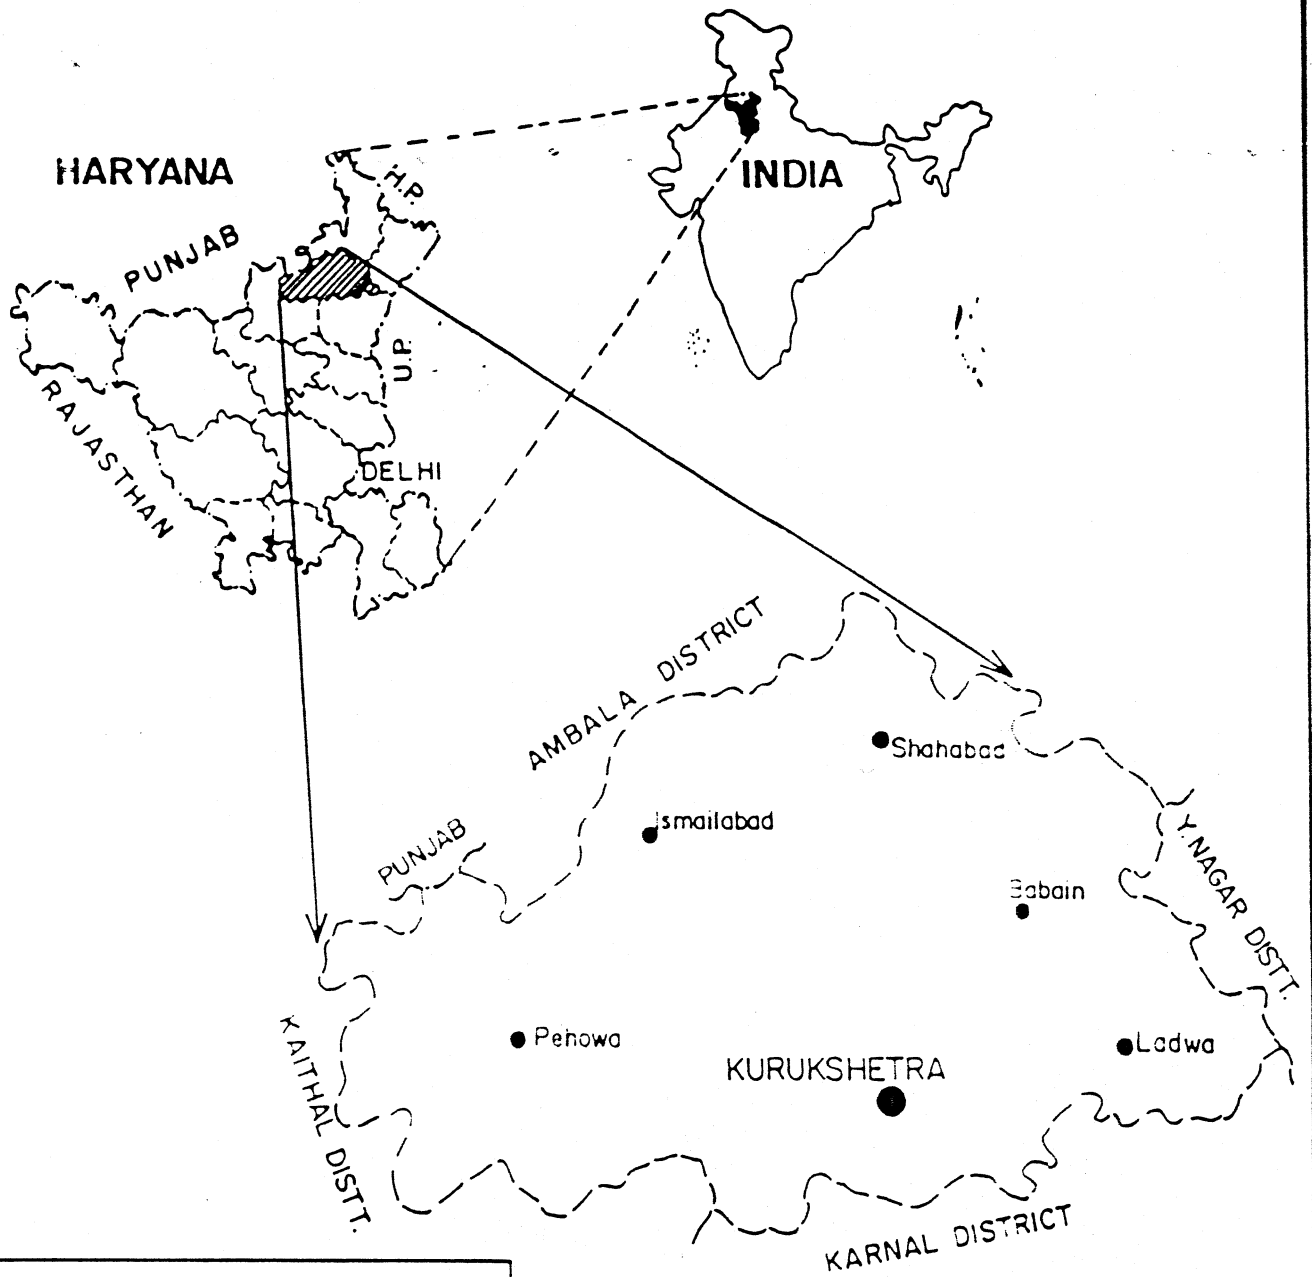 HARYANA
INDIA
H.P.
PUNJAB
U.P.
RAJASTHAN
DELHI
AMBALA DISTRICT
Shahabad
Ismailabad
PUNJAB
Y.NAGAR DISTT.
Babain
Pehowa
Ladwa
KURUKSHETRA
KAITHAL DISTT.
KARNAL DISTRICT